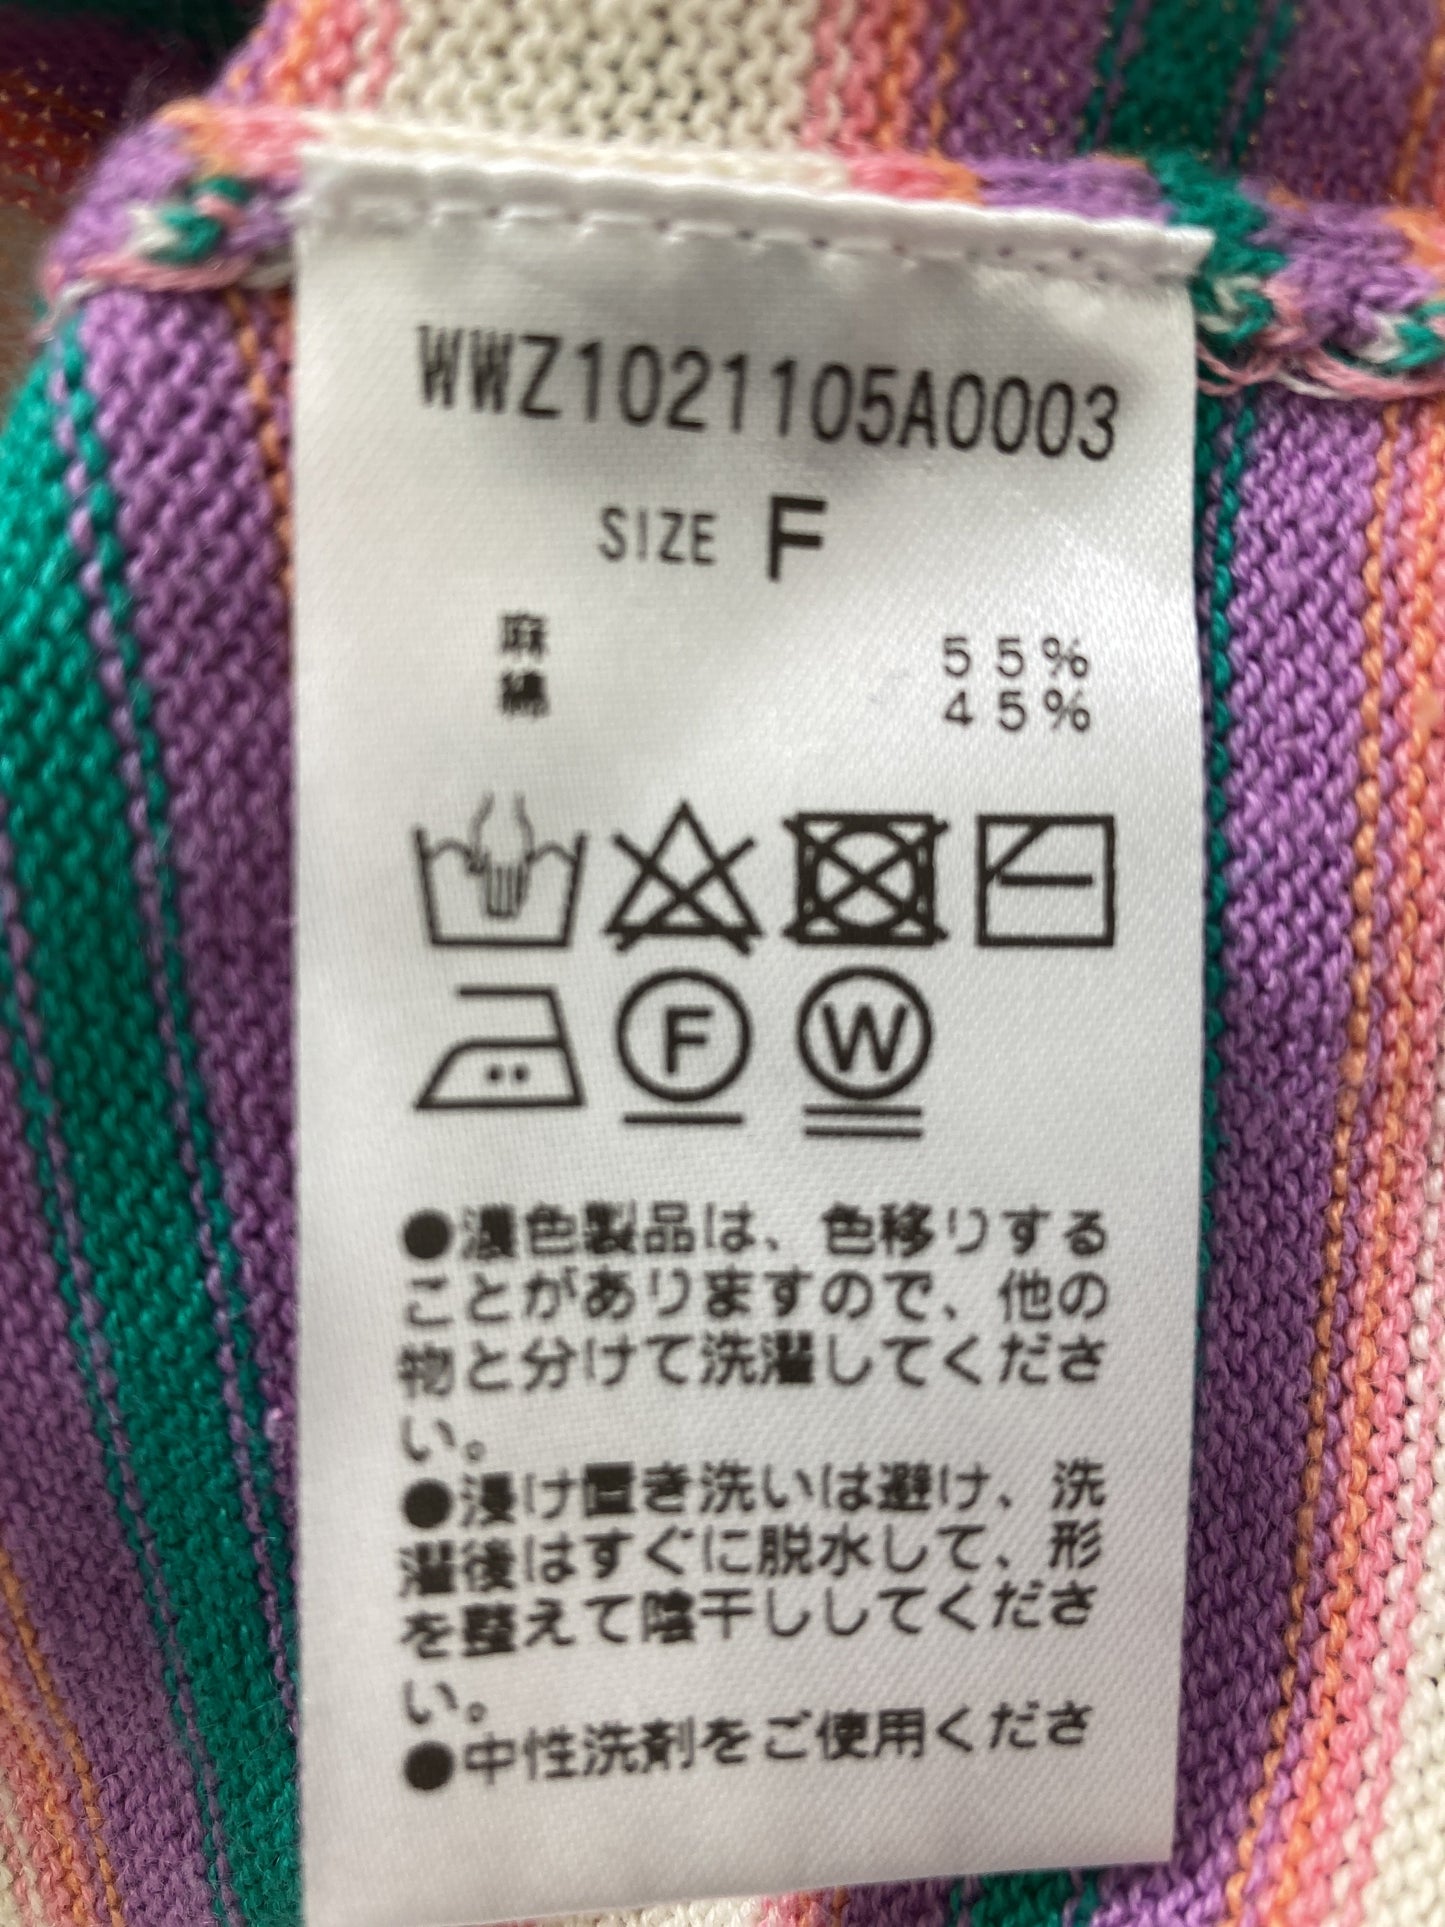 WWZ1021105A0003
SIZE F
麻 55%
綿 45%
F W
●濃色製品は、色移りする
ことがありますので、他の
物と分けて洗濯してくださ
い。
●浸け置き洗いは避け、洗
濯後はすぐに脱水して、形
を整えて陰干ししてくださ
い。
●中性洗剤をご使用くださ